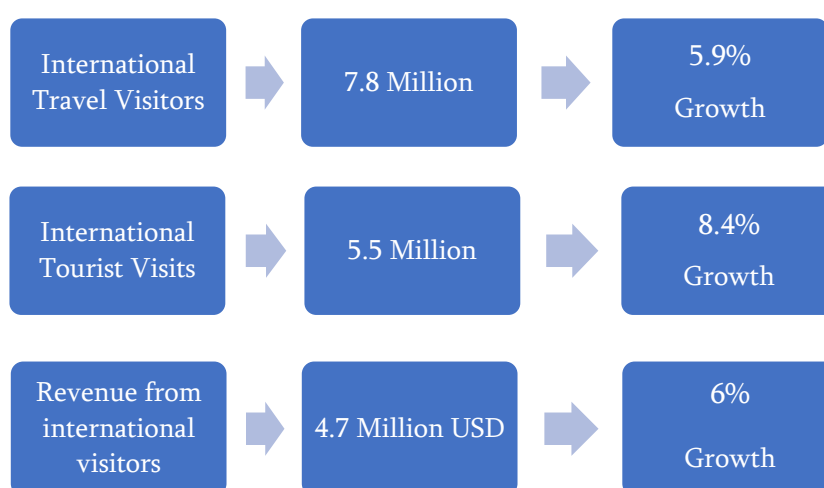 International
Travel Visitors
7.8 Million
5.9%
Growth
International
Tourist Visits
5.5 Million
8.4%
Growth
Revenue from
international
visitors
4.7 Million USD
6%
Growth